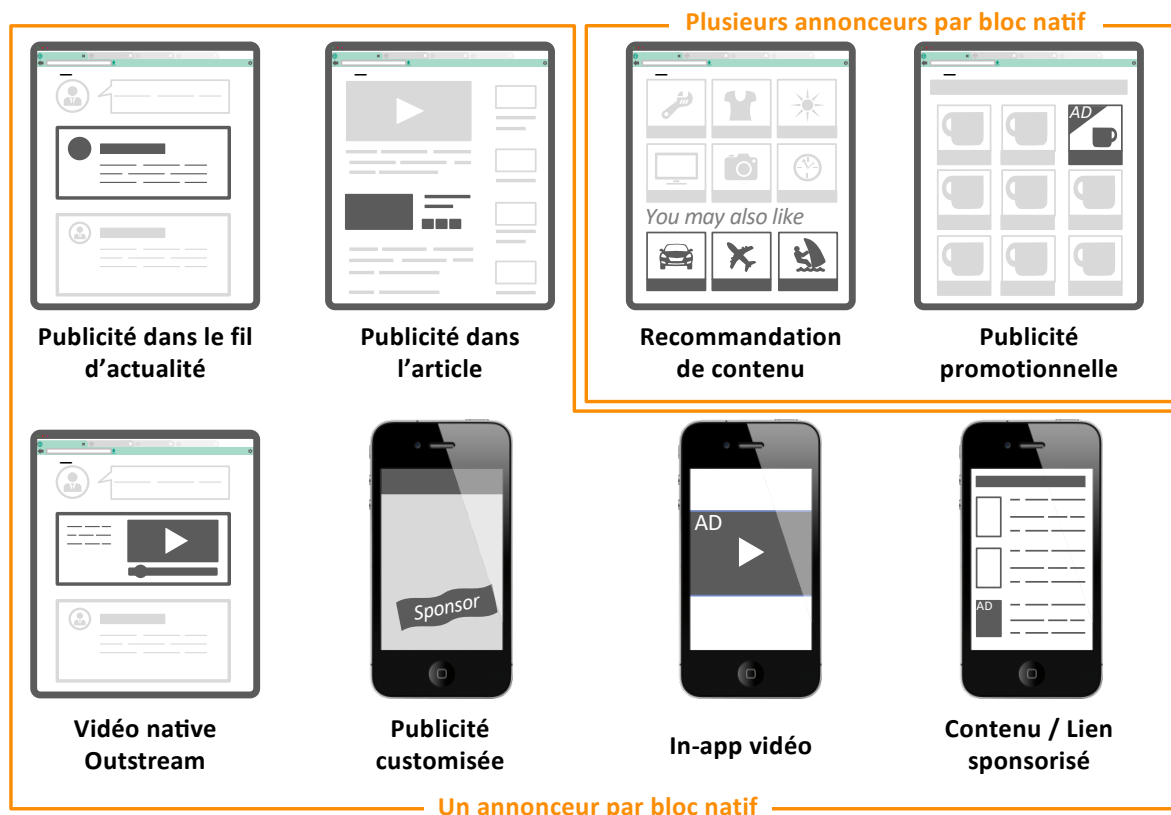 Plusieurs annonceurs par bloc natif
AD
You may also like
Publicité dans le fil
d’actualité
Publicité dans
l’article
Recommandation
de contenu
Publicité
promotionnelle
Sponsor
AD
AD
Vidéo native
Outstream
Publicité
customisée
In-app vidéo
Contenu / Lien
sponsorisé
Un annonceur par bloc natif